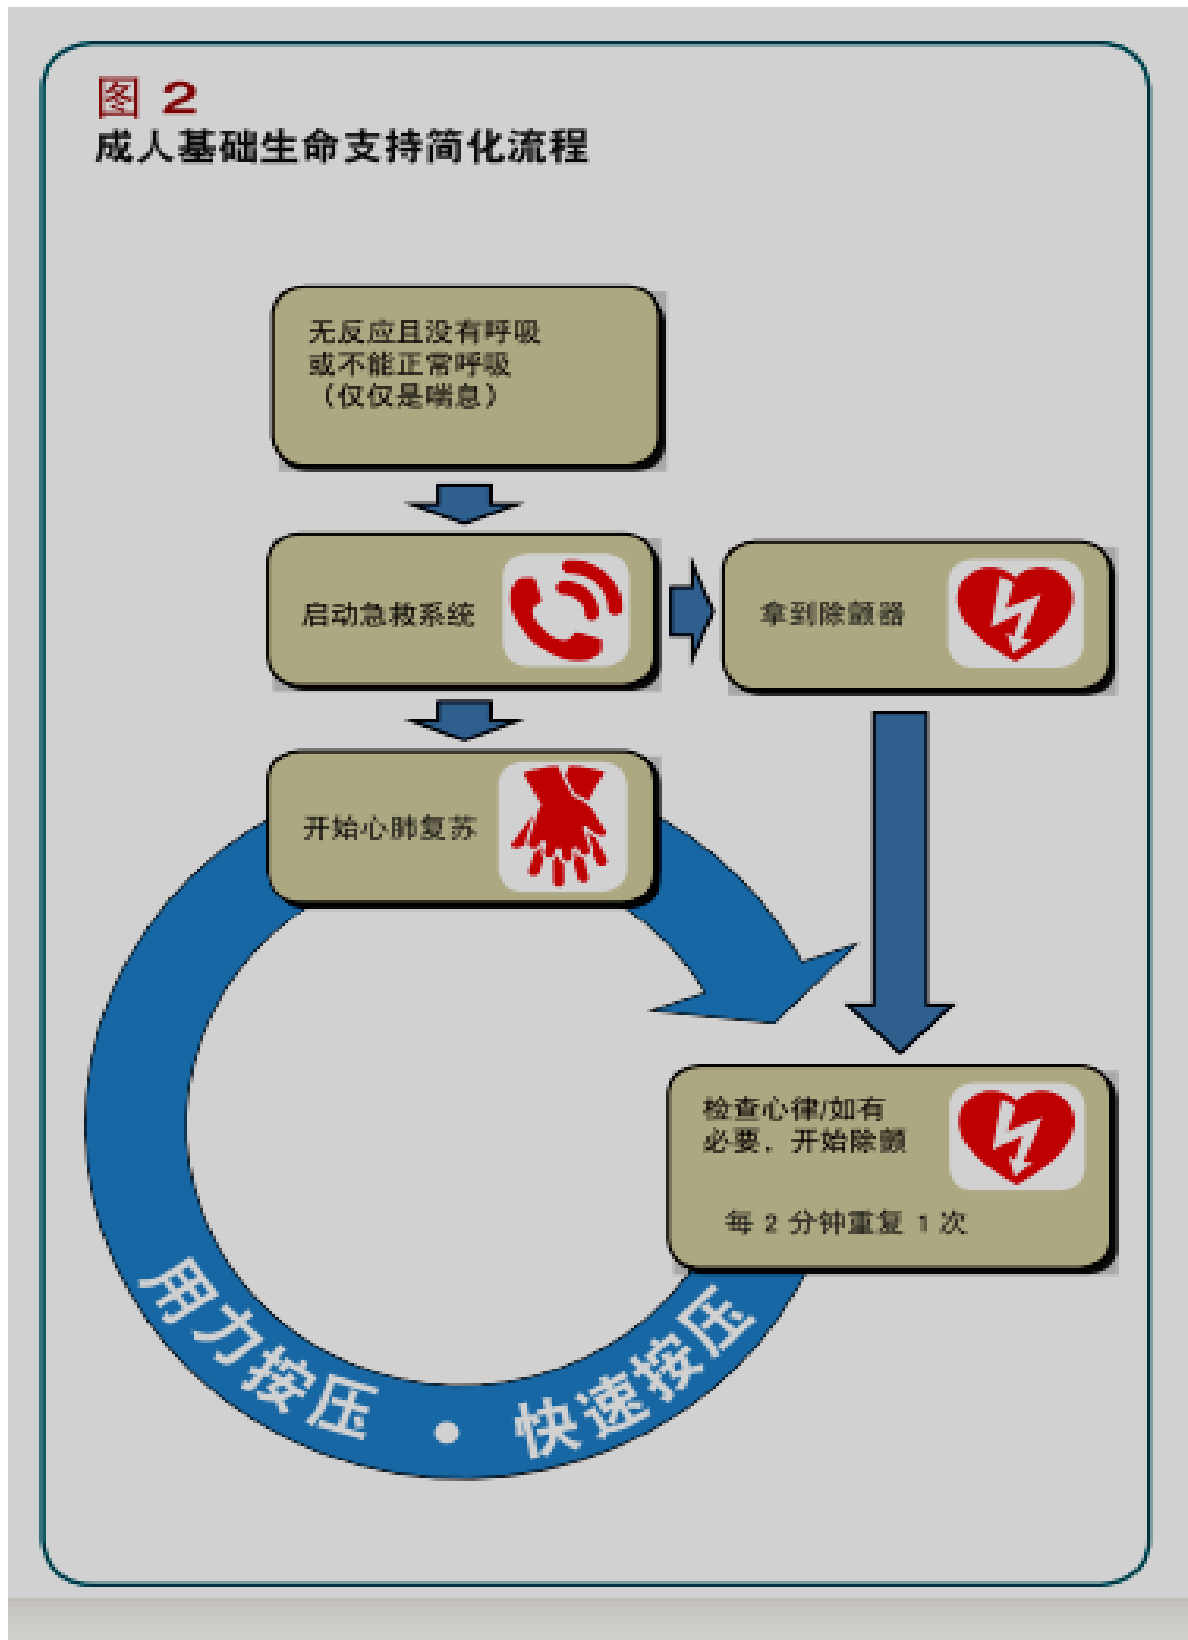 图 2
成人基础生命支持简化流程
无反应且没有呼吸
或不能正常呼吸
（仅仅是喘息）
启动急救系统
拿到除颤器
开始心肺复苏
检查心律/如有
必要，开始除颤
每 2 分钟重复 1 次
用力按压 • 快速按压